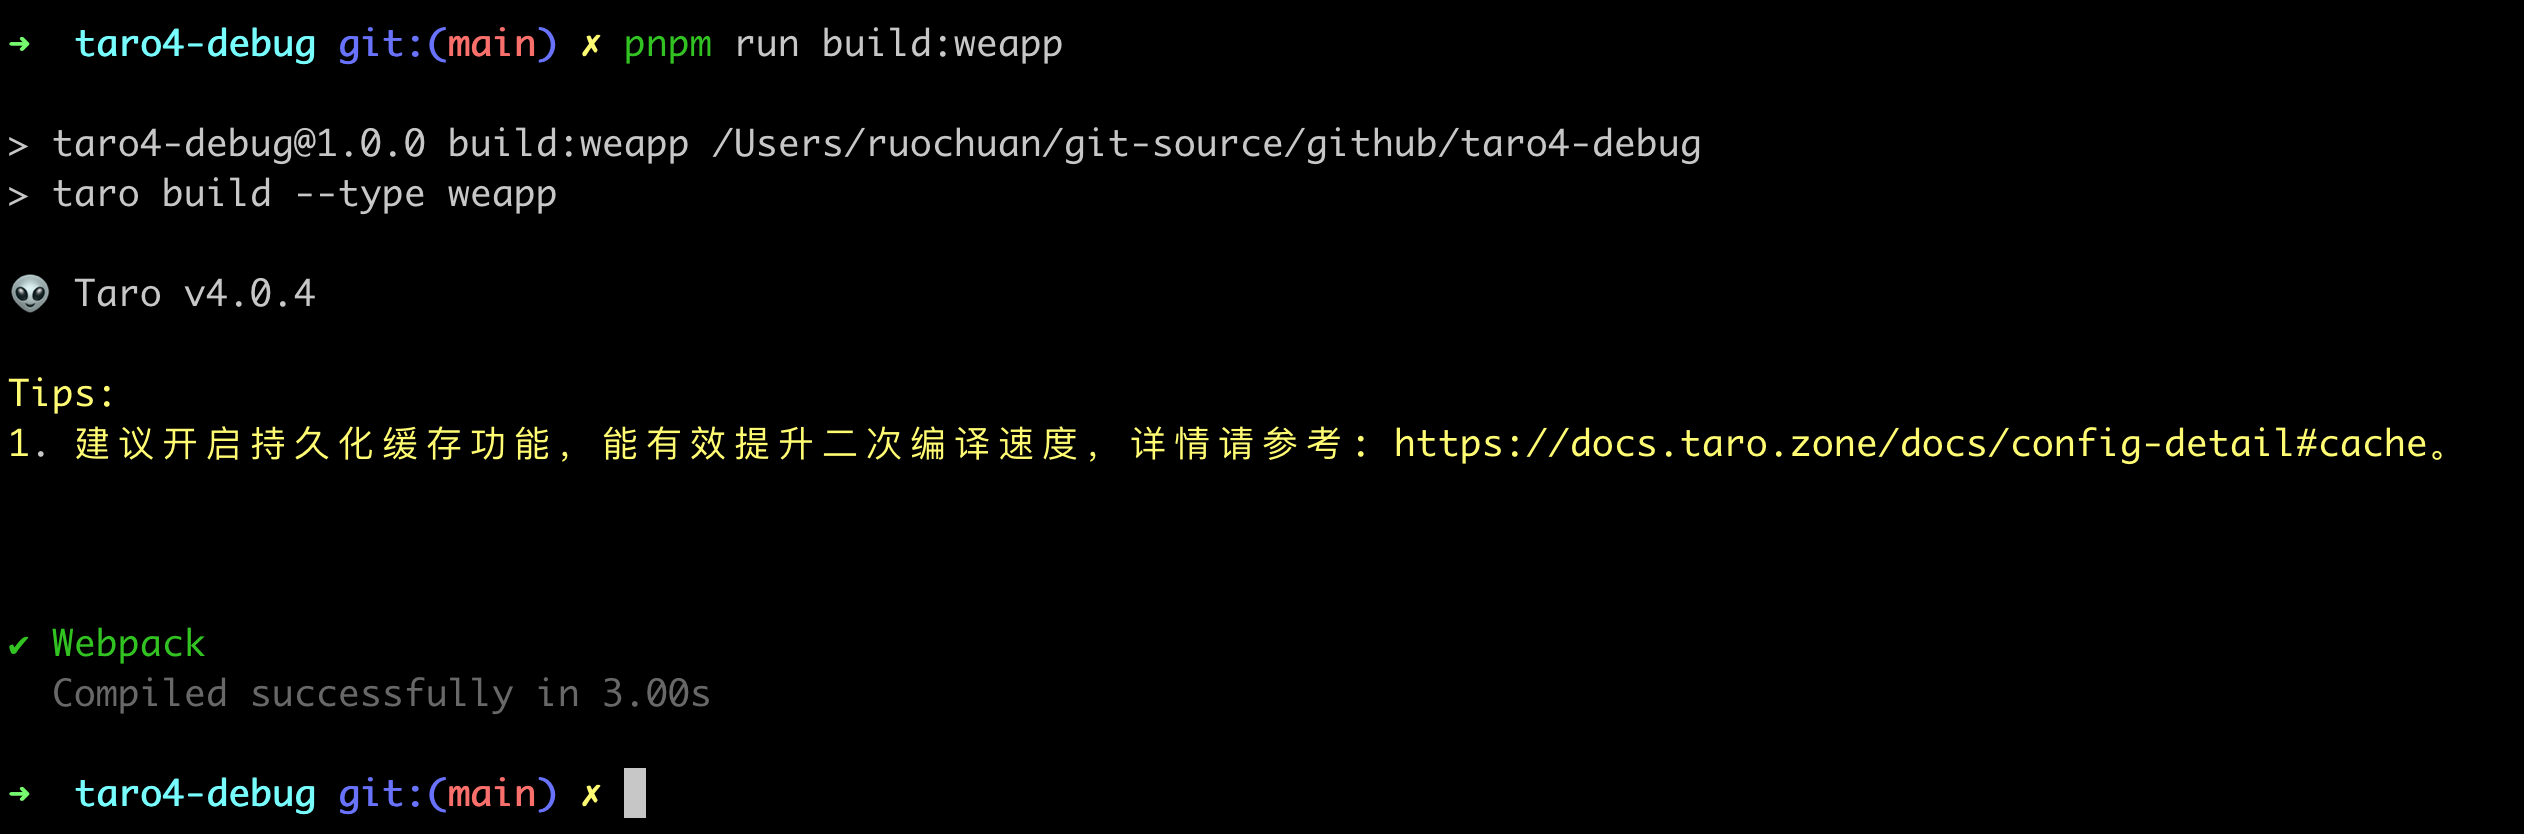 ➜ taro4-debug git:(main) ✗ pnpm run build:weapp
> taro4-debug@1.0.0 build:weapp /Users/ruochuan/git-source/github/taro4-debug
> taro build --type weapp
👽 Taro v4.0.4
Tips:
1. 建议开启持久化缓存功能，能有效提升二次编译速度，详情请参考: https://docs.taro.zone/docs/config-detail#cache。
✔ Webpack
Compiled successfully in 3.00s
➜ taro4-debug git:(main) ✗